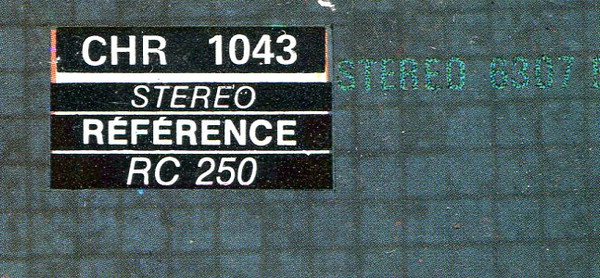 CHR 1043
STEREO 6307
STEREO
RÉFÉRENCE
RC 250